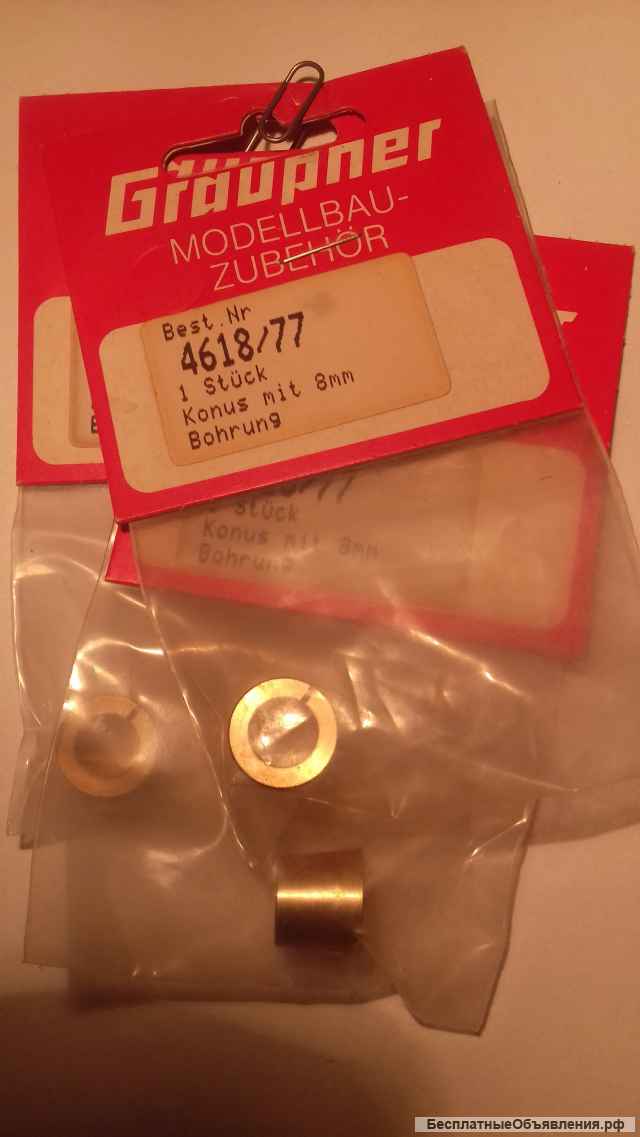 Graupner
MODELLBAU-
ZUBEHÖR
Best.Nr
4618/77
1 Stück
Konus mit 8mm
Bohrung
/77
Stück
Konus mit 8mm
Bohrung
БесплатныеОбъявления.рф